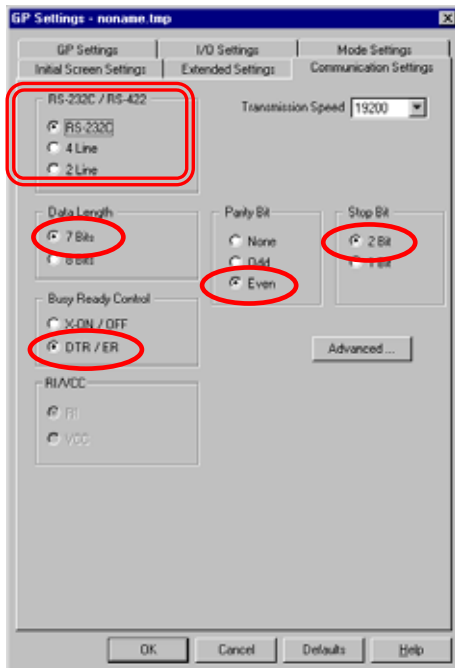 GP Settings - noname.tmp
GP Settings
I/O Settings
Mode Settings
Initial Screen Settings
Extended Settings
Communication Settings
RS-232C / RS-422
RS-232C
4 Line
2 Line
Transmission Speed 19200
Data Length
7 Bits
8 Bits
Parity Bit
None
Odd
Even
Stop Bit
2 Bit
1 Bit
Busy Ready Control
X-ON / OFF
DTR / ER
Advanced ...
RI/VCC
RI
VCC
OK
Cancel
Defaults
Help